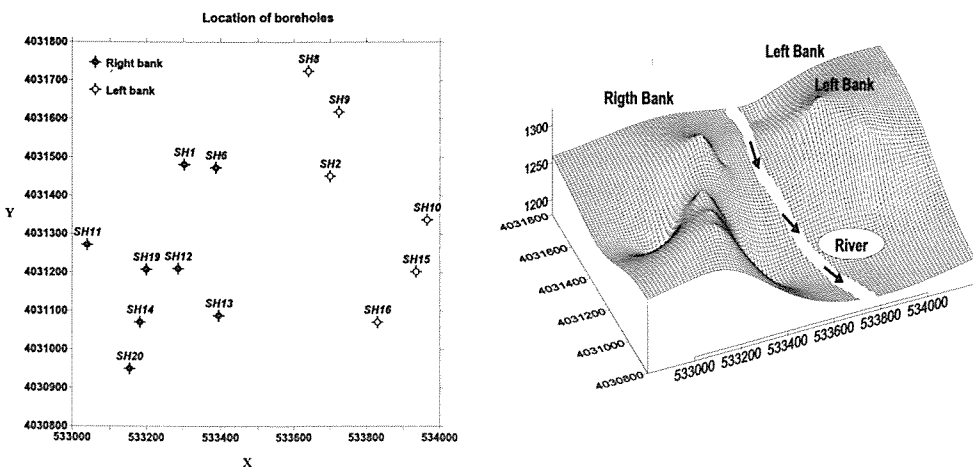 Location of boreholes
4031800
4031700
4031600
4031500
4031400
4031300
4031200
4031100
4031000
4030900
4030800
Y
Right bank
Left bank
SH8
SH9
SH1
SH6
SH2
SH10
SH11
SH19
SH12
SH15
SH14
SH13
SH16
SH20
533000
533200
533400
533600
533800
534000
X
Left Bank
Rigth Bank
Left Bank
1300
1250
1200
River
4031600
4031600
4031400
4031200
4031000
4030800
533000
533200
533400
533600
533800
534000